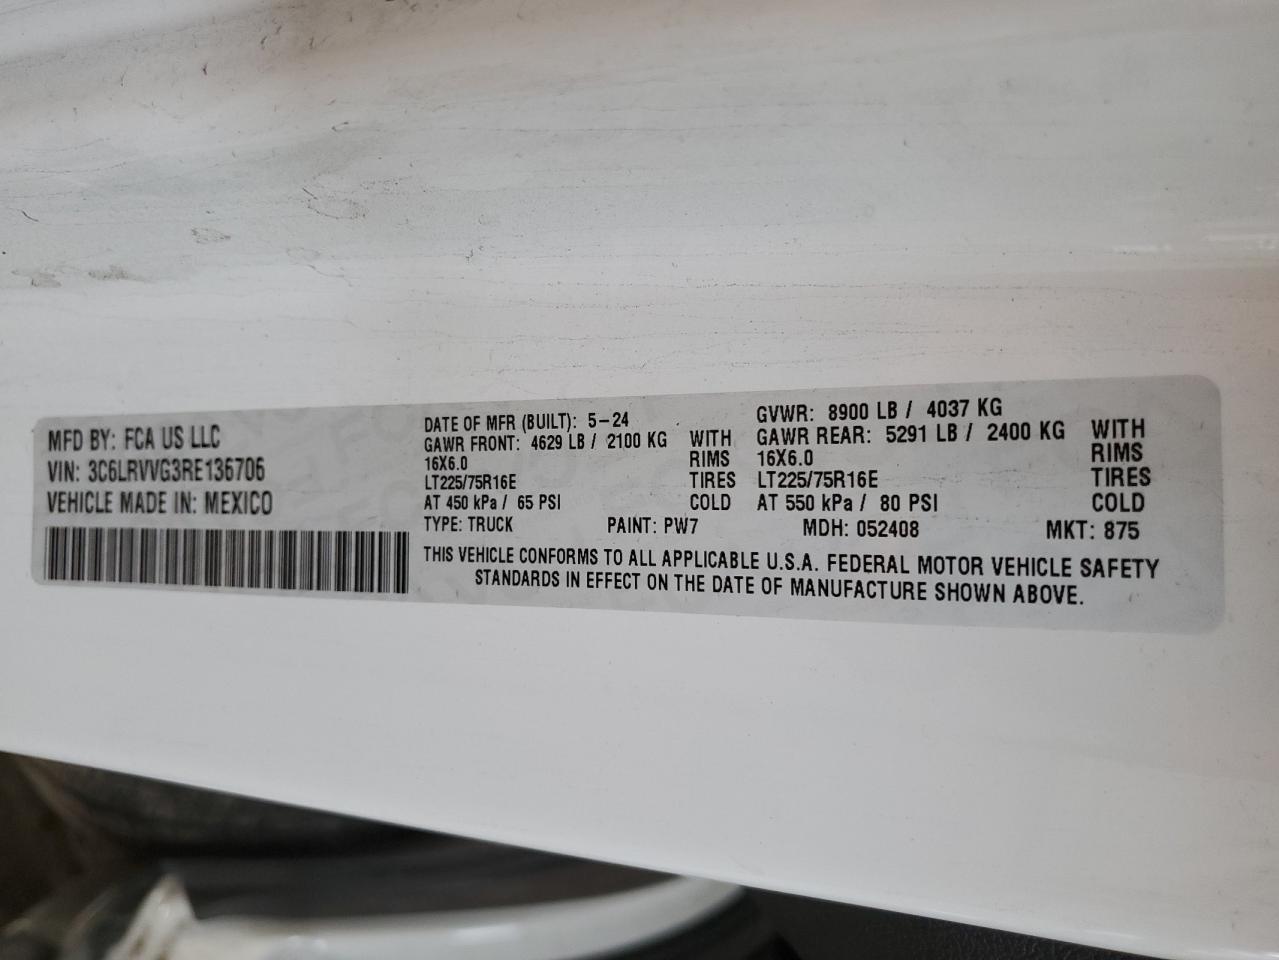 MFD BY: FCA US LLC
VIN: 3C6LRVVG3RE136706
VEHICLE MADE IN: MEXICO
DATE OF MFR (BUILT): 5-24
GAWR FRONT: 4629 LB / 2100 KG WITH
16X6.0 RIMS
LT225/75R16E TIRES
AT 450 kPa / 65 PSI COLD
GVWR: 8900 LB / 4037 KG
GAWR REAR: 5291 LB / 2400 KG WITH
16X6.0 RIMS
LT225/75R16E TIRES
AT 550 kPa / 80 PSI COLD
TYPE: TRUCK PAINT: PW7 MDH: 052408 MKT: 875
THIS VEHICLE CONFORMS TO ALL APPLICABLE U.S.A. FEDERAL MOTOR VEHICLE SAFETY
STANDARDS IN EFFECT ON THE DATE OF MANUFACTURE SHOWN ABOVE.